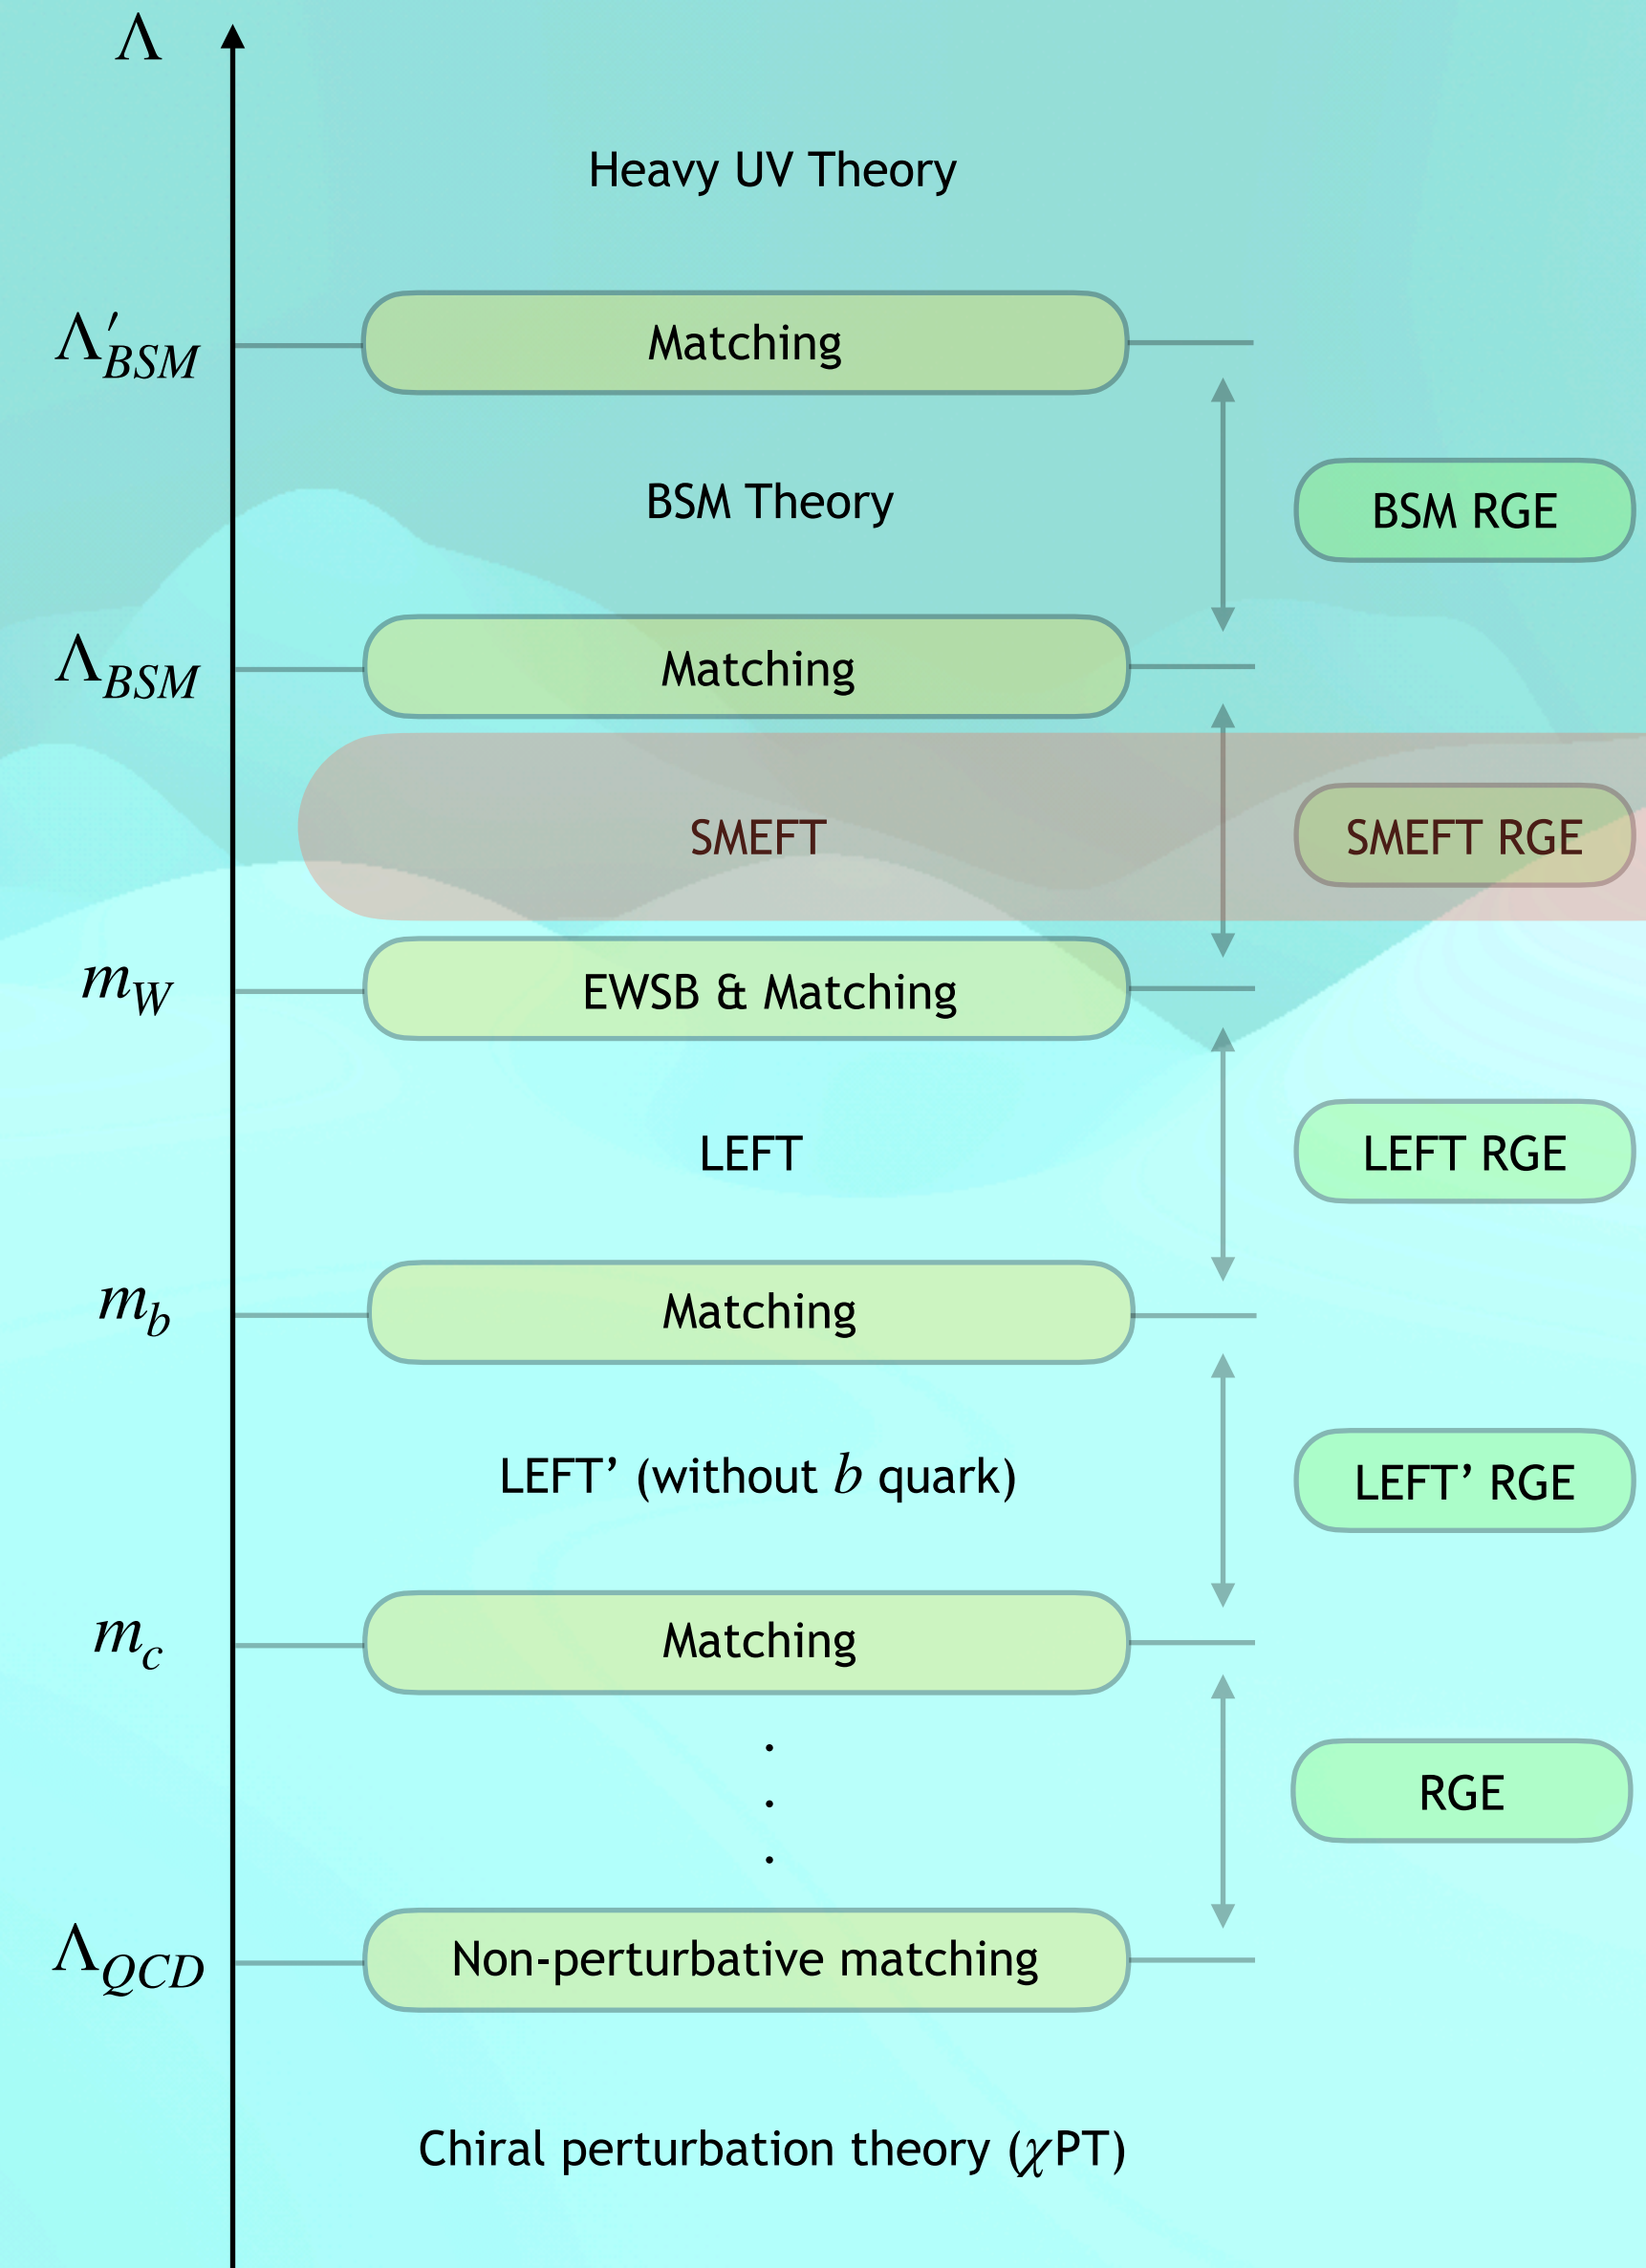 Λ
Heavy UV Theory
Λ′BSM
Matching
BSM Theory
BSM RGE
ΛBSM
Matching
SMEFT
SMEFT RGE
mW
EWSB & Matching
LEFT
LEFT RGE
mb
Matching
LEFT’ (without b quark)
LEFT’ RGE
mc
Matching
.
.
.
RGE
ΛQCD
Non-perturbative matching
Chiral perturbation theory (χPT)